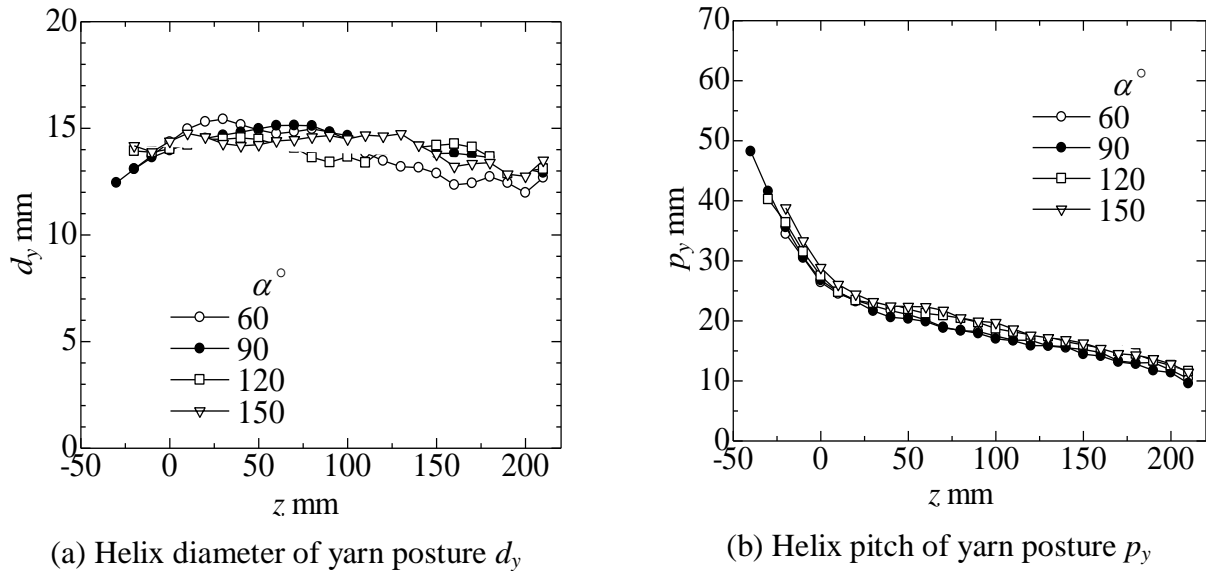 20
15
10
5
0
d_y mm
α°
60
90
120
150
-50 0 50 100 150 200
z mm
(a) Helix diameter of yarn posture d_y
70
60
50
40
30
20
10
0
p_y mm
α°
60
90
120
150
-50 0 50 100 150 200
z mm
(b) Helix pitch of yarn posture p_y